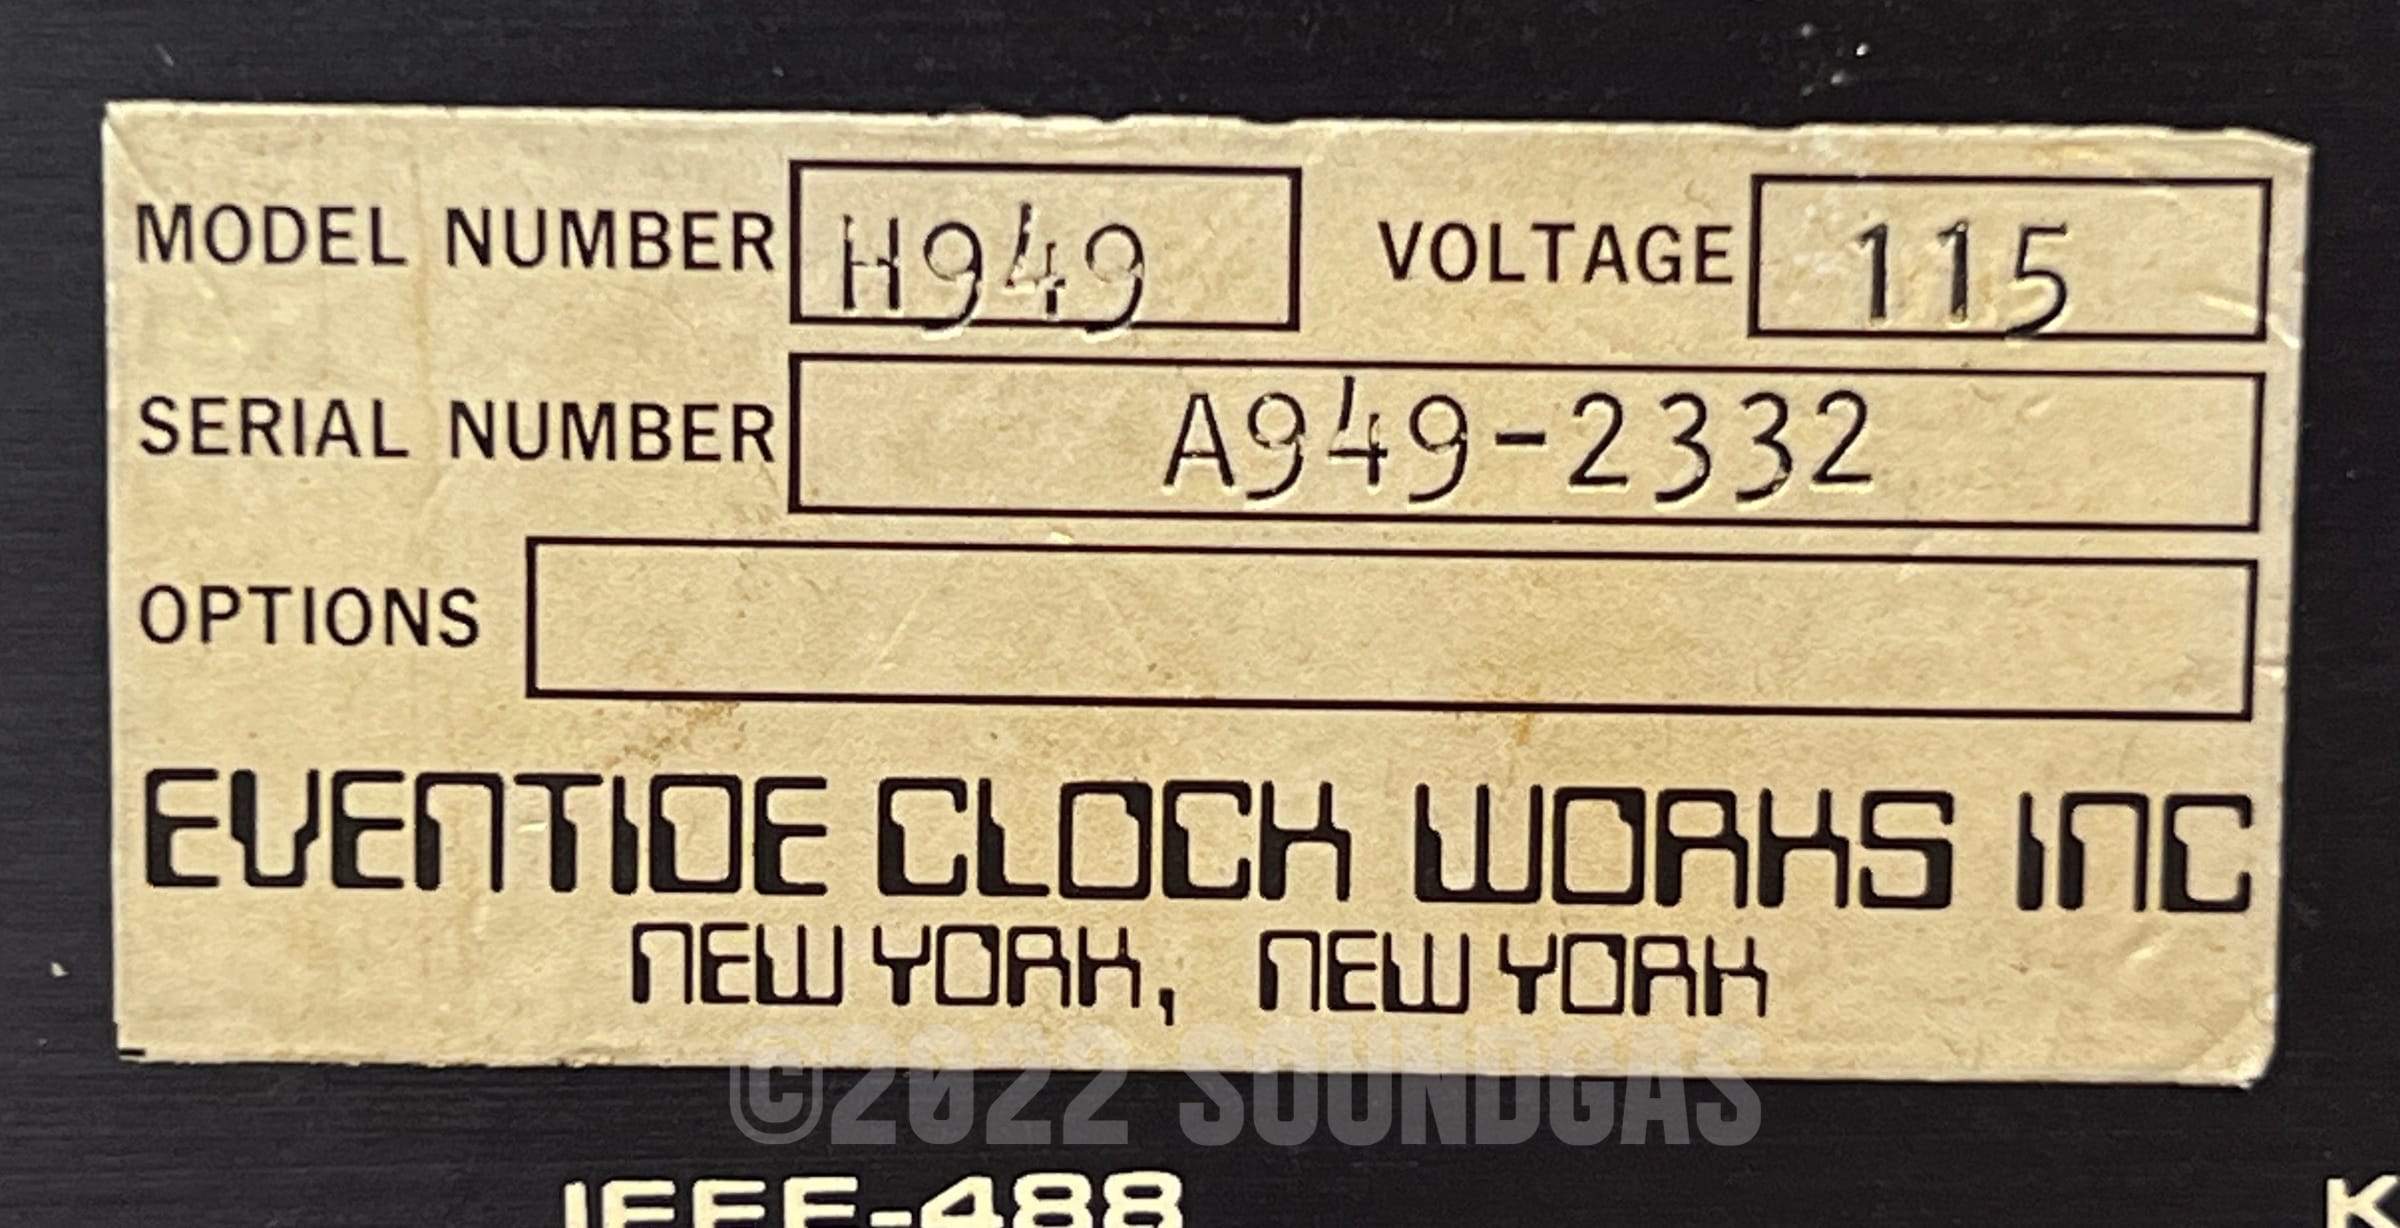 MODEL NUMBER H949 VOLTAGE 115
SERIAL NUMBER A949-2332
OPTIONS
EVENTIDE CLOCK WORKS INC
NEW YORK, NEW YORK
©2022 SOUNDGAS
IEEE-488 K